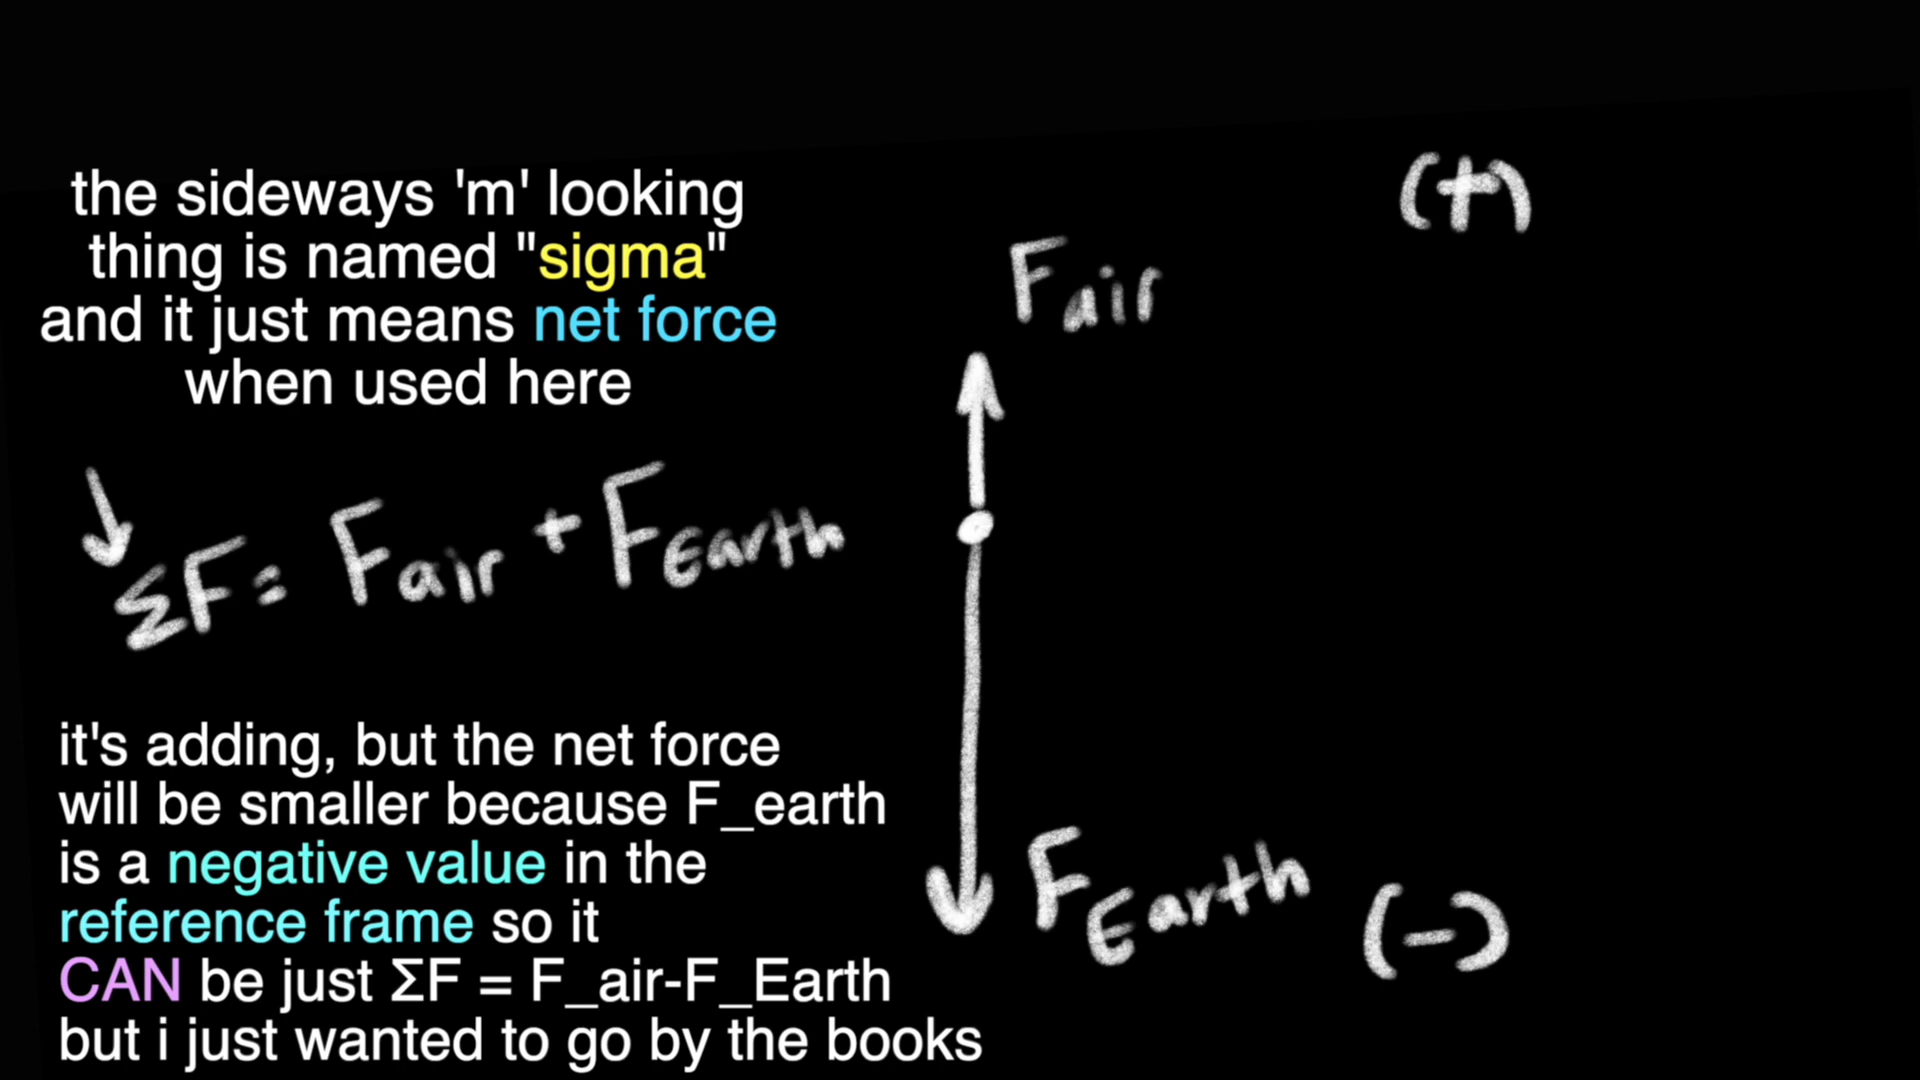 the sideways 'm' looking
thing is named "sigma"
and it just means net force
when used here
ΣF = Fair + FEarth
it's adding, but the net force
will be smaller because F_earth
is a negative value in the
reference frame so it
CAN be just ΣF = F_air-F_Earth
but i just wanted to go by the books
(+)
Fair
FEarth (-)